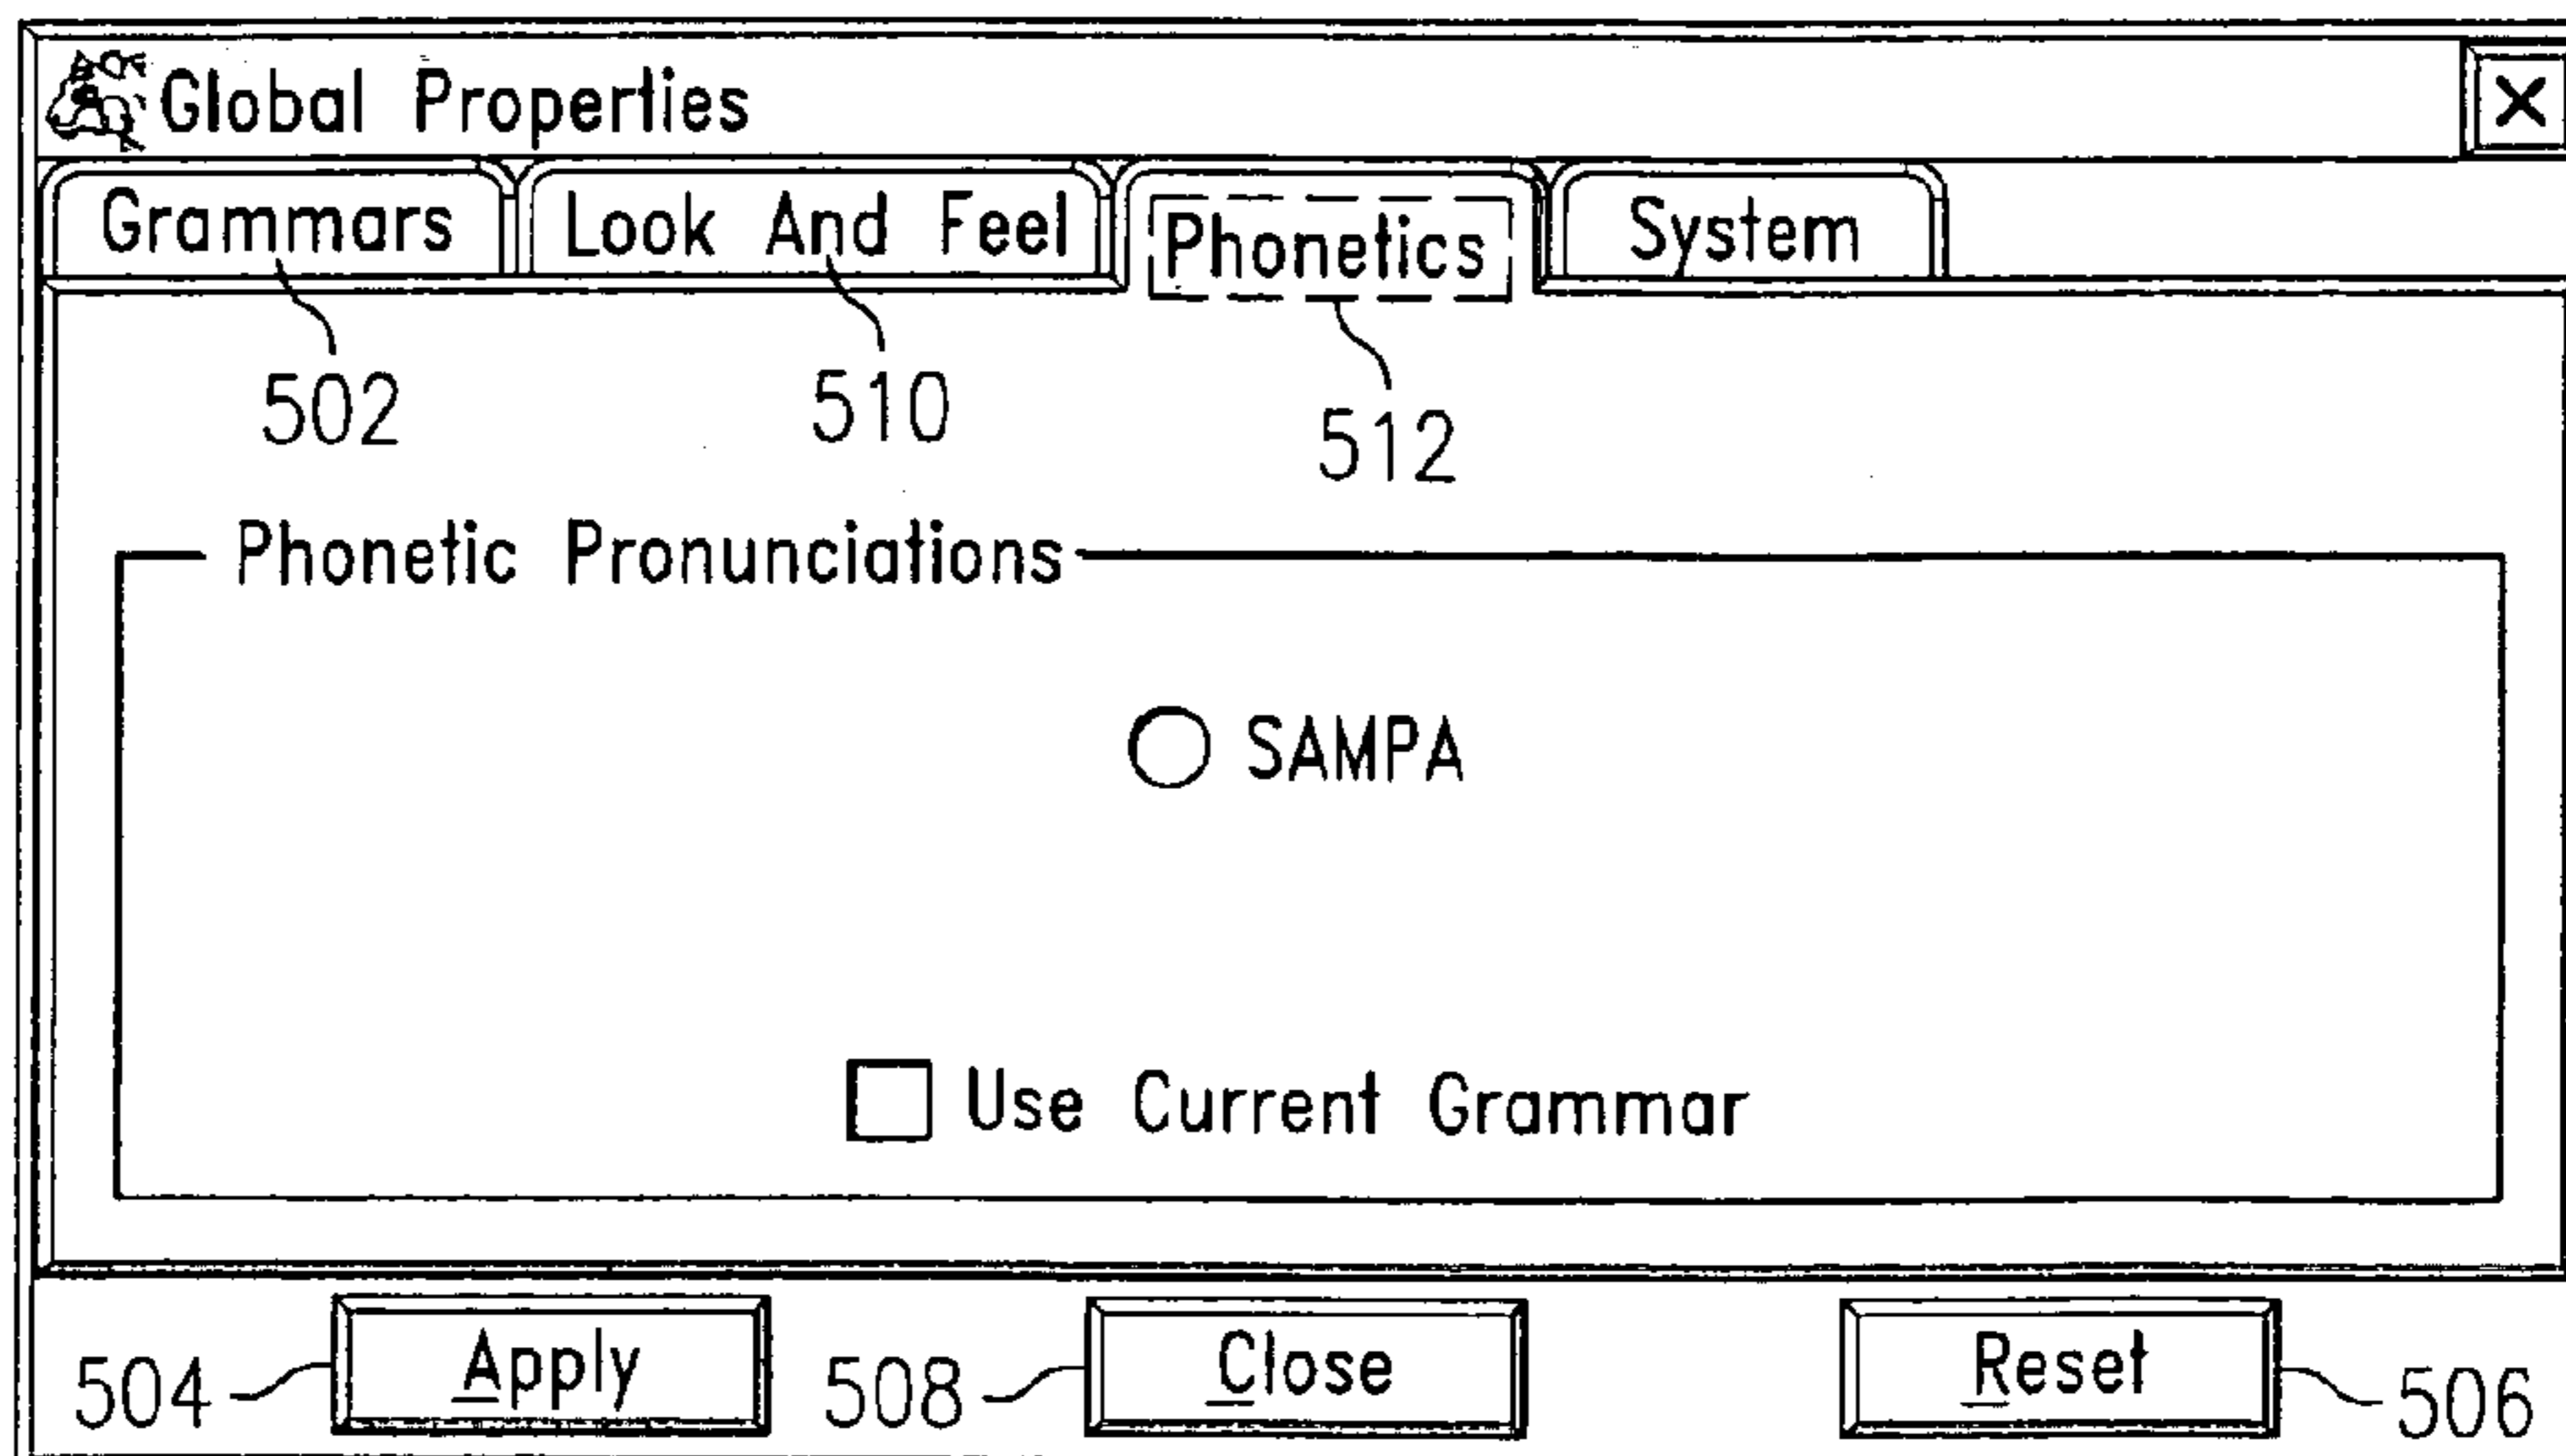 Global Properties
Grammars Look And Feel Phonetics System
502 510 512
Phonetic Pronunciations
SAMPA
Use Current Grammar
504 Apply 508 Close Reset 506